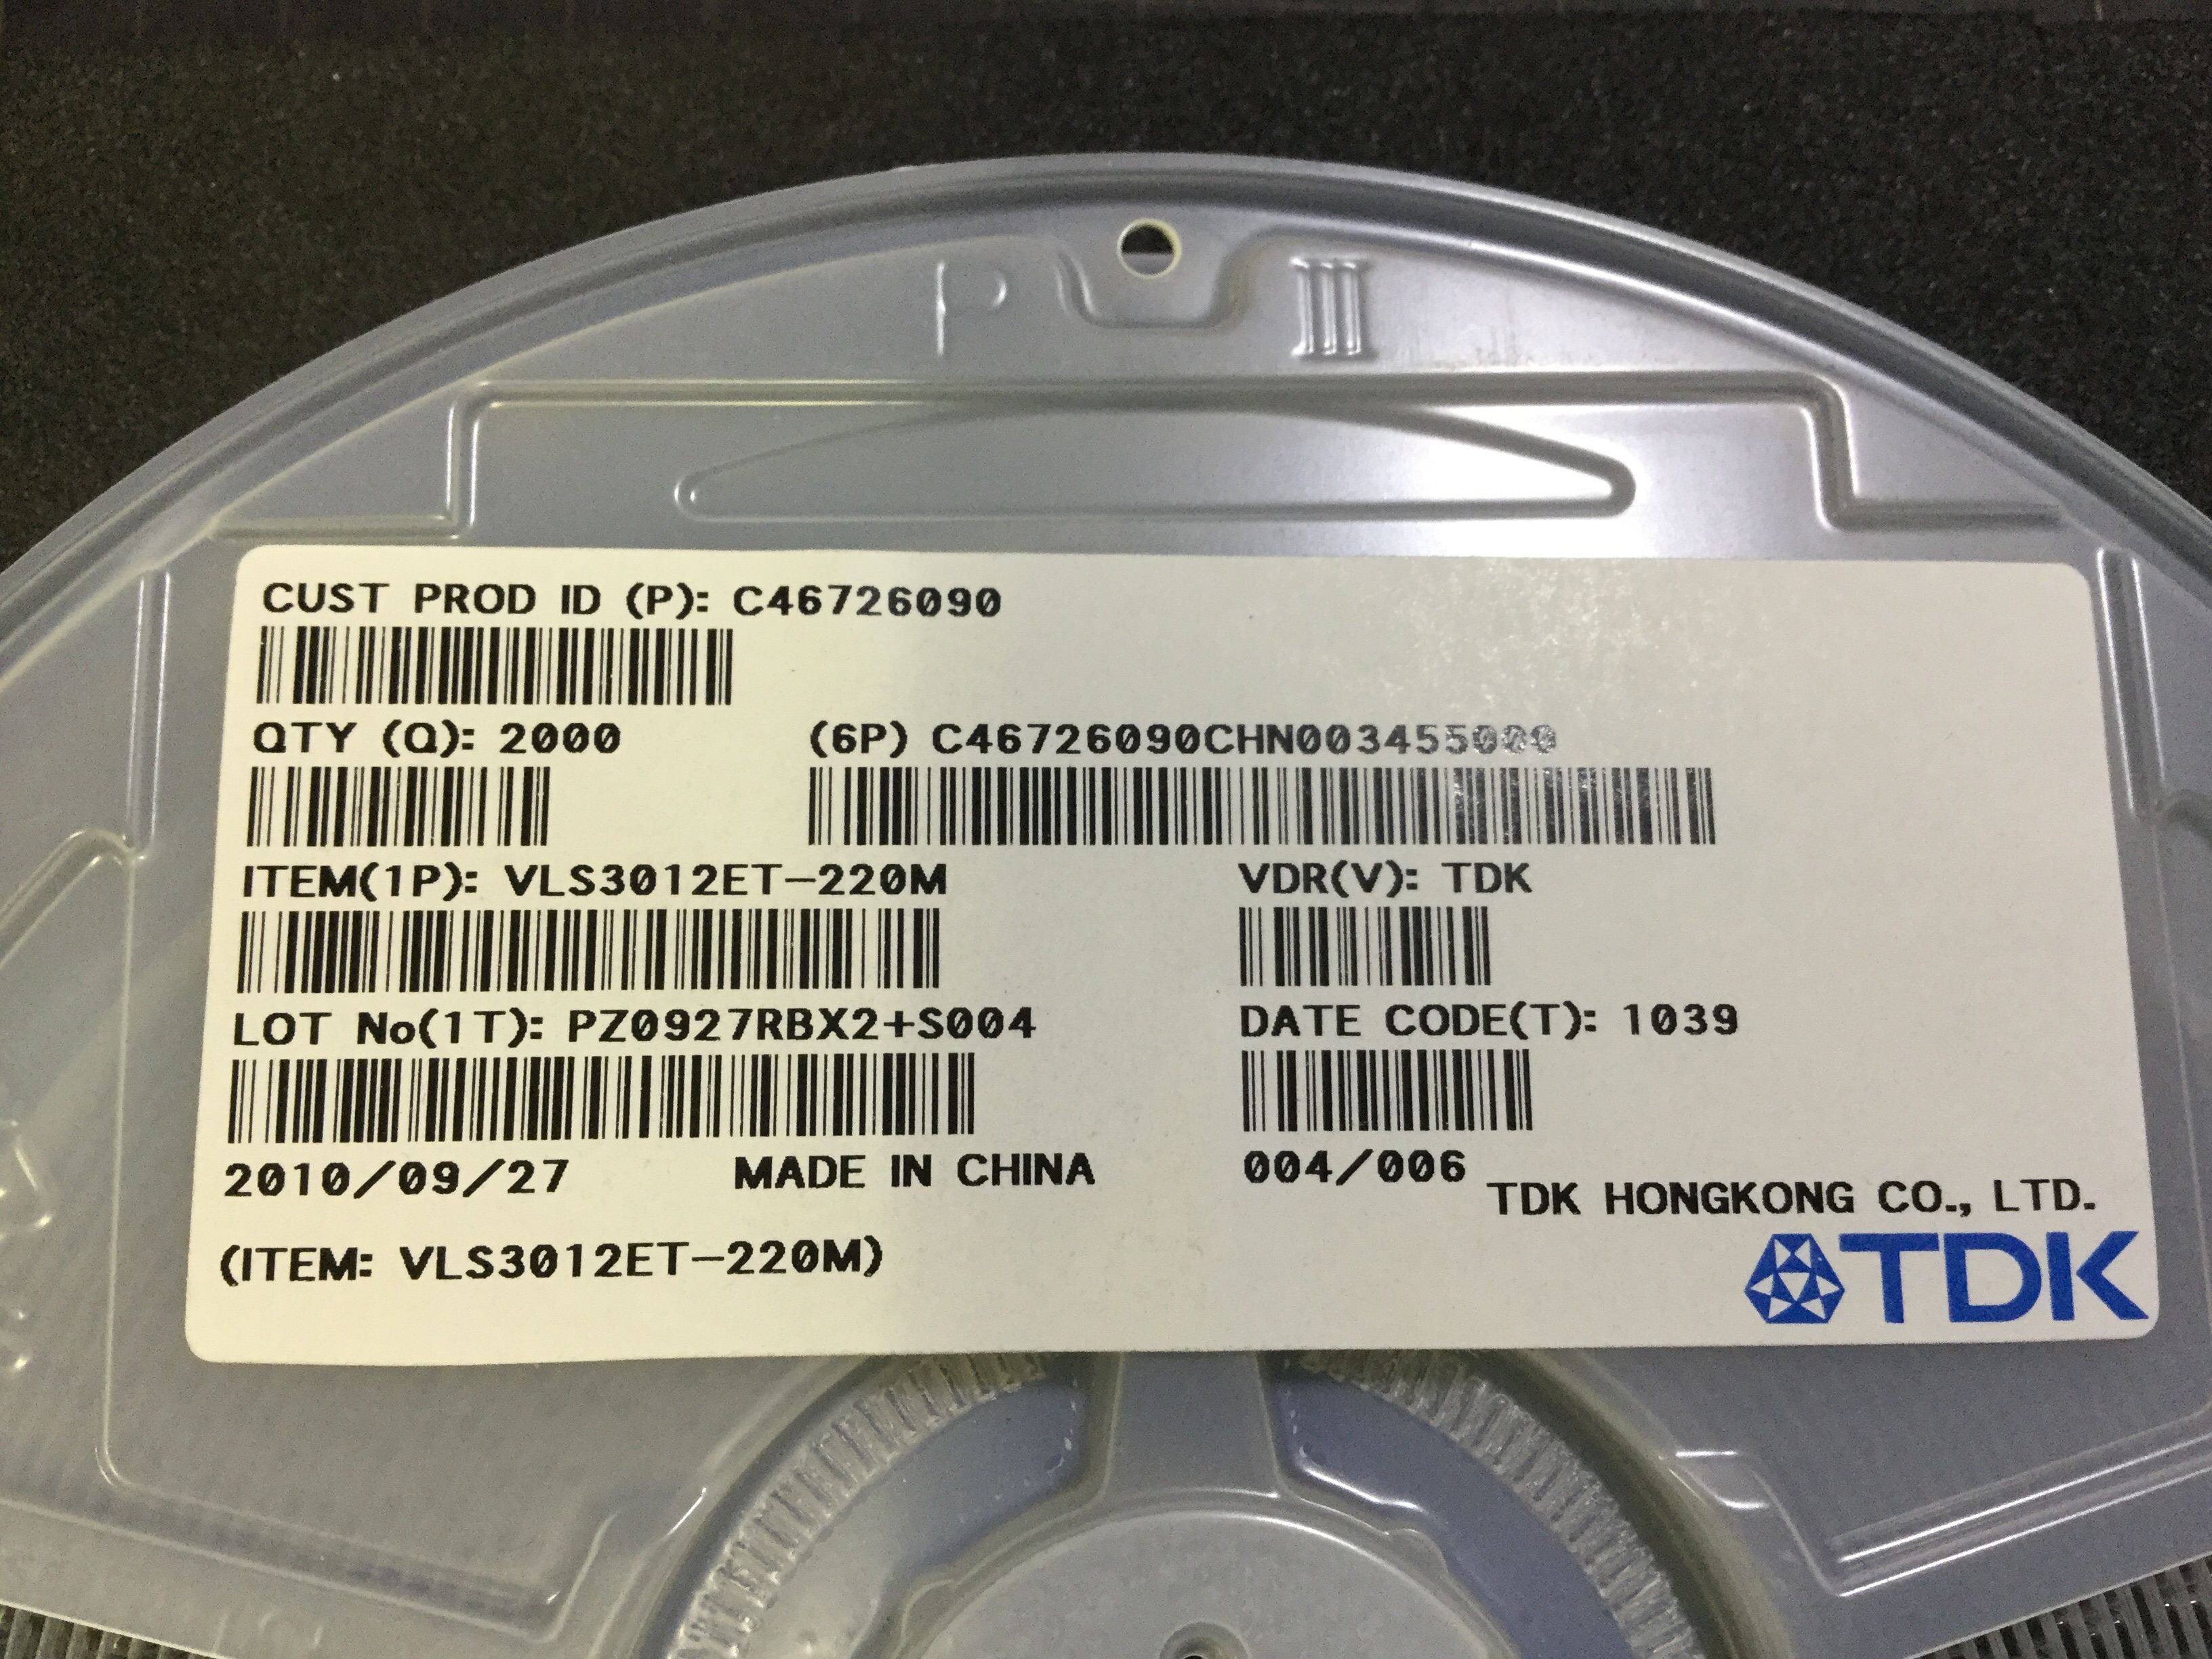 P III
CUST PROD ID (P): C46726090
QTY (Q): 2000 (6P) C46726090CHN003455000
ITEM(1P): VLS3012ET-220M VDR(V): TDK
LOT No(1T): PZ0927RBX2+S004 DATE CODE(T): 1039
2010/09/27 MADE IN CHINA 004/006
TDK HONGKONG CO., LTD.
(ITEM: VLS3012ET-220M)
TDK